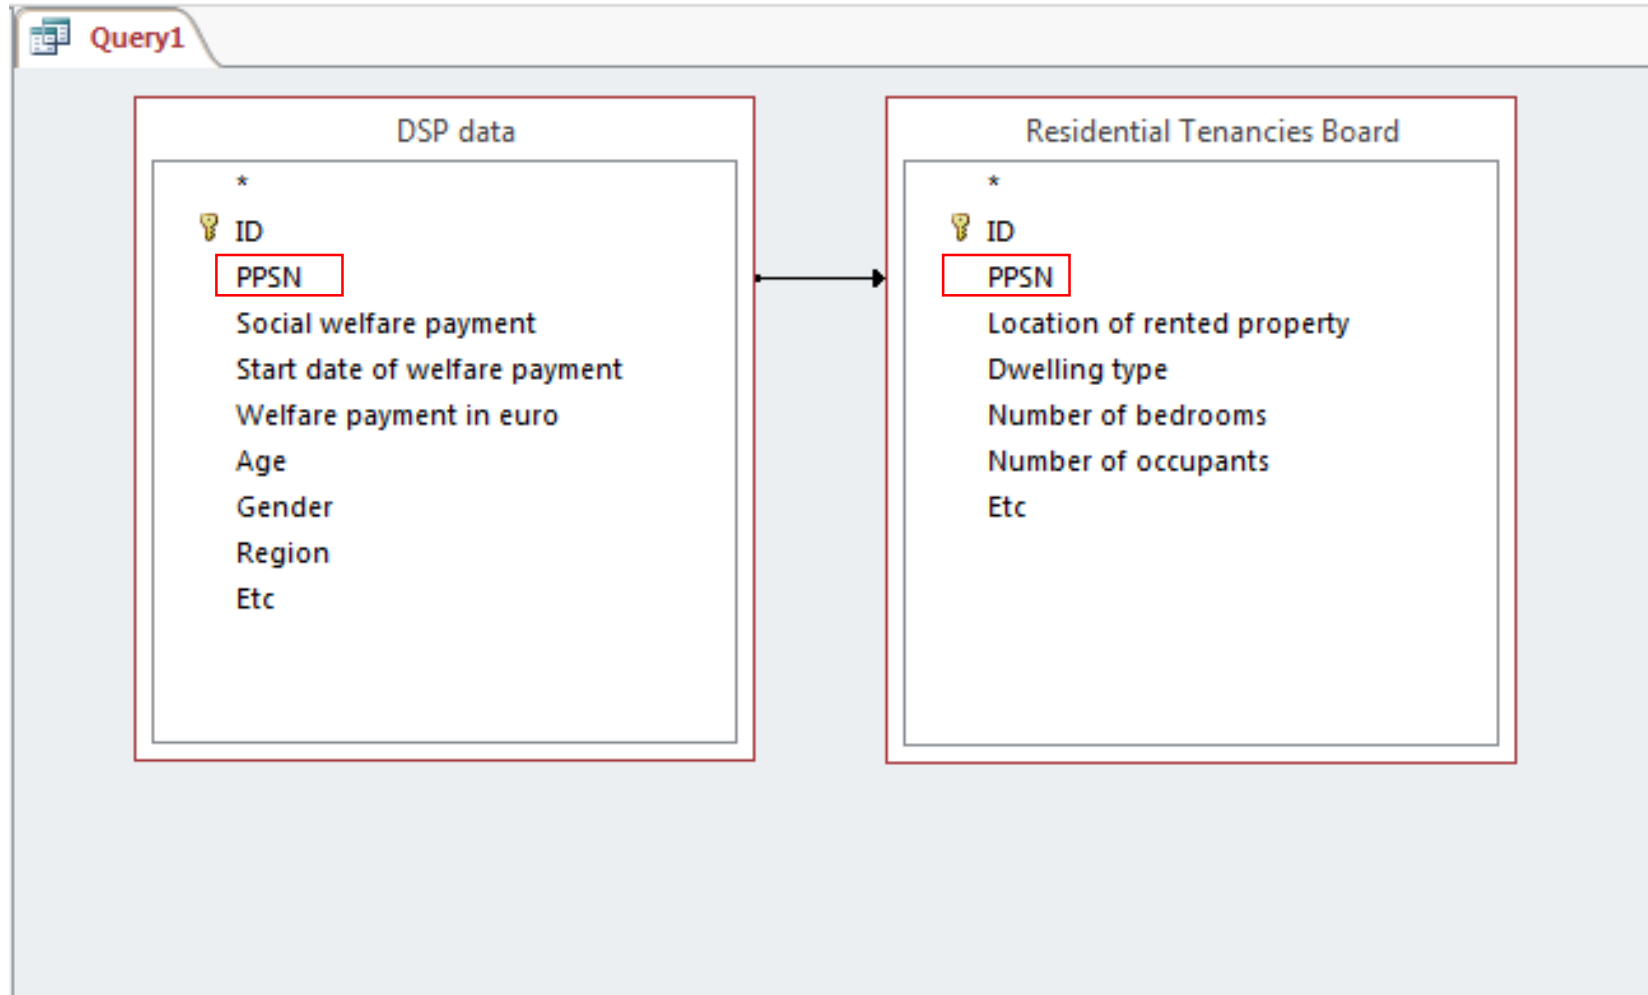 Query1
DSP data
*
ID
PPSN
Social welfare payment
Start date of welfare payment
Welfare payment in euro
Age
Gender
Region
Etc
Residential Tenancies Board
*
ID
PPSN
Location of rented property
Dwelling type
Number of bedrooms
Number of occupants
Etc